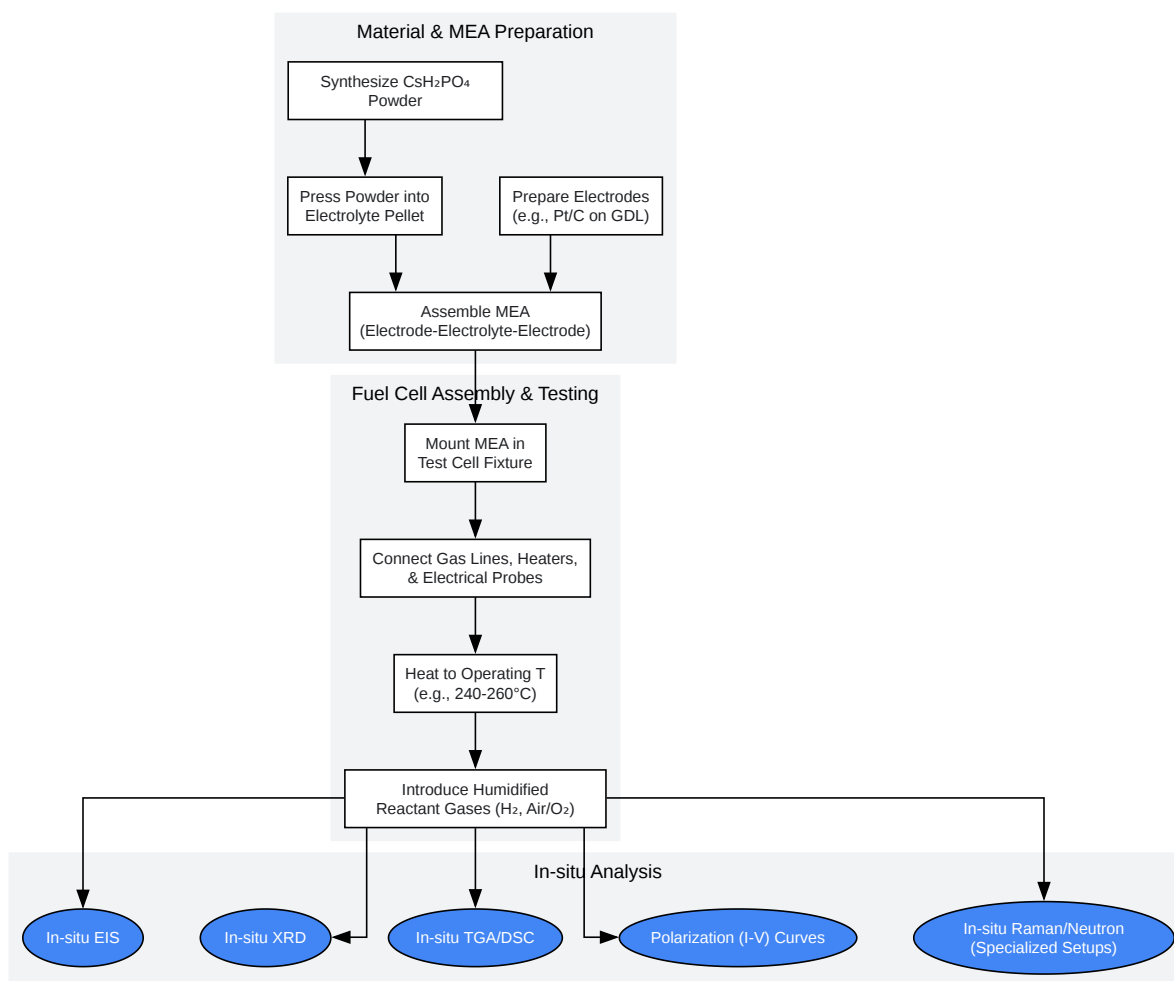 Material & MEA Preparation
Synthesize CsH₂PO₄
Powder
Press Powder into
Electrolyte Pellet
Prepare Electrodes
(e.g., Pt/C on GDL)
Assemble MEA
(Electrode-Electrolyte-Electrode)
Fuel Cell Assembly & Testing
Mount MEA in
Test Cell Fixture
Connect Gas Lines, Heaters,
& Electrical Probes
Heat to Operating T
(e.g., 240-260°C)
Introduce Humidified
Reactant Gases (H₂, Air/O₂)
In-situ Analysis
In-situ EIS
In-situ XRD
In-situ TGA/DSC
Polarization (I-V) Curves
In-situ Raman/Neutron
(Specialized Setups)